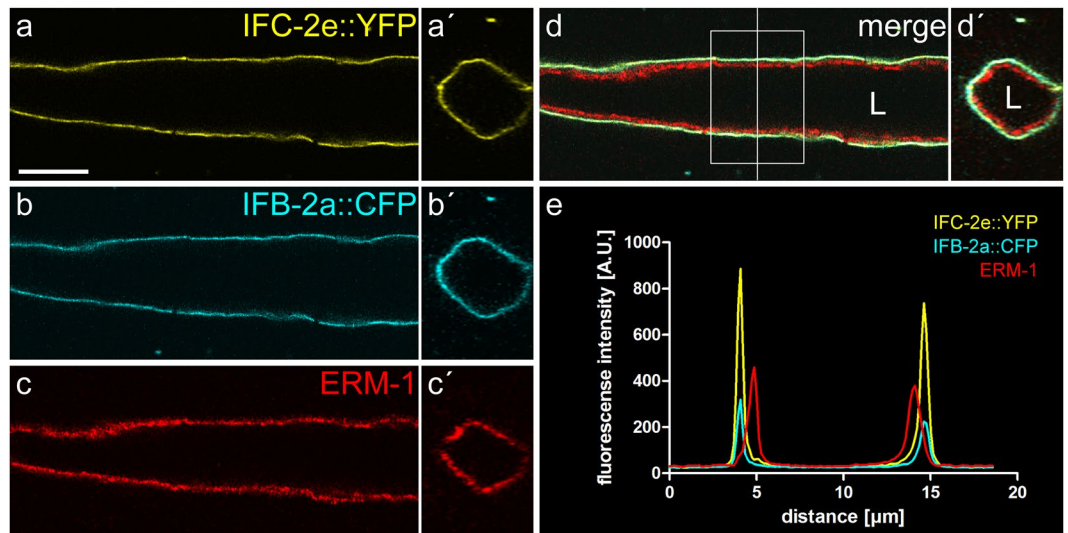 a
IFC-2e::YFP
a´
b
IFB-2a::CFP
b´
c
ERM-1
c´
d
merge
d´
L
L
e
IFC-2e::YFP
IFB-2a::CFP
ERM-1
fluorescense intensity [A.U.]
1000
800
600
400
200
0
0
5
10
15
20
distance [µm]